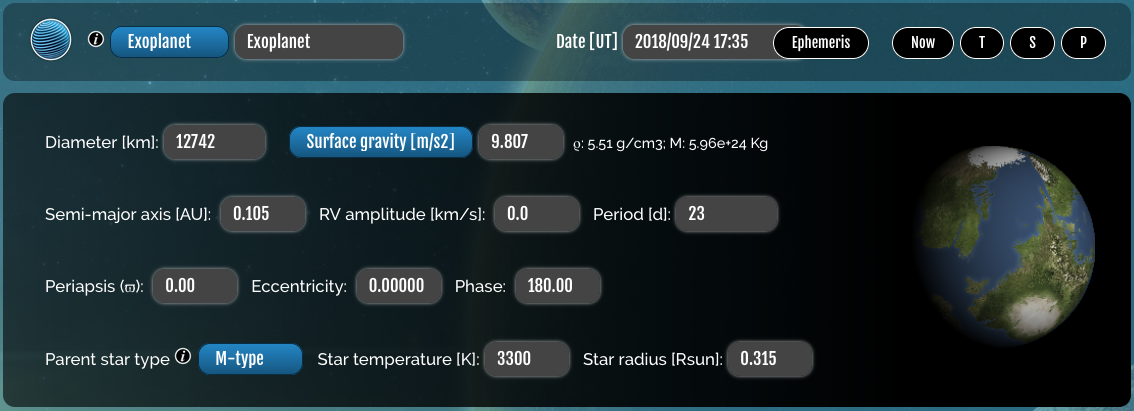 i Exoplanet Exoplanet Date [UT] 2018/09/24 17:35 Ephemeris Now T S P
Diameter [km]: 12742 Surface gravity [m/s2] 9.807 ϱ: 5.51 g/cm3; M: 5.96e+24 Kg
Semi-major axis [AU]: 0.105 RV amplitude [km/s]: 0.0 Period [d]: 23
Periapsis (ϖ): 0.00 Eccentricity: 0.00000 Phase: 180.00
Parent star type i M-type Star temperature [K]: 3300 Star radius [Rsun]: 0.315